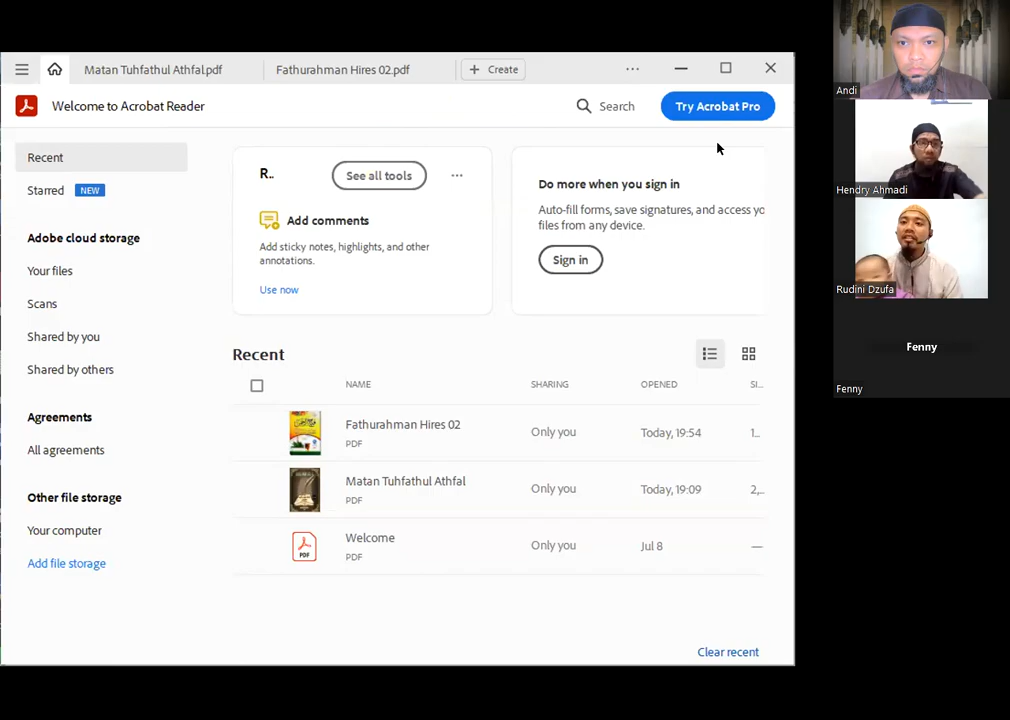 Matan Tuhfathul Athfal.pdf
Fathurahman Hires 02.pdf
Create
Welcome to Acrobat Reader
Search
Try Acrobat Pro
Recent
Starred NEW
Adobe cloud storage
Your files
Scans
Shared by you
Shared by others
Agreements
All agreements
Other file storage
Your computer
Add file storage
R..
See all tools
Add comments
Add sticky notes, highlights, and other
annotations.
Use now
Do more when you sign in
Auto-fill forms, save signatures, and access yo
files from any device.
Sign in
Recent
NAME SHARING OPENED SI...
Fathurahman Hires 02
PDF
Only you
Today, 19:54
1...
Matan Tuhfathul Athfal
PDF
Only you
Today, 19:09
2,...
PDF
Welcome
PDF
Only you
Jul 8
—
Clear recent
Andi
Hendry Ahmadi
Rudini Dzufa
Fenny
Fenny